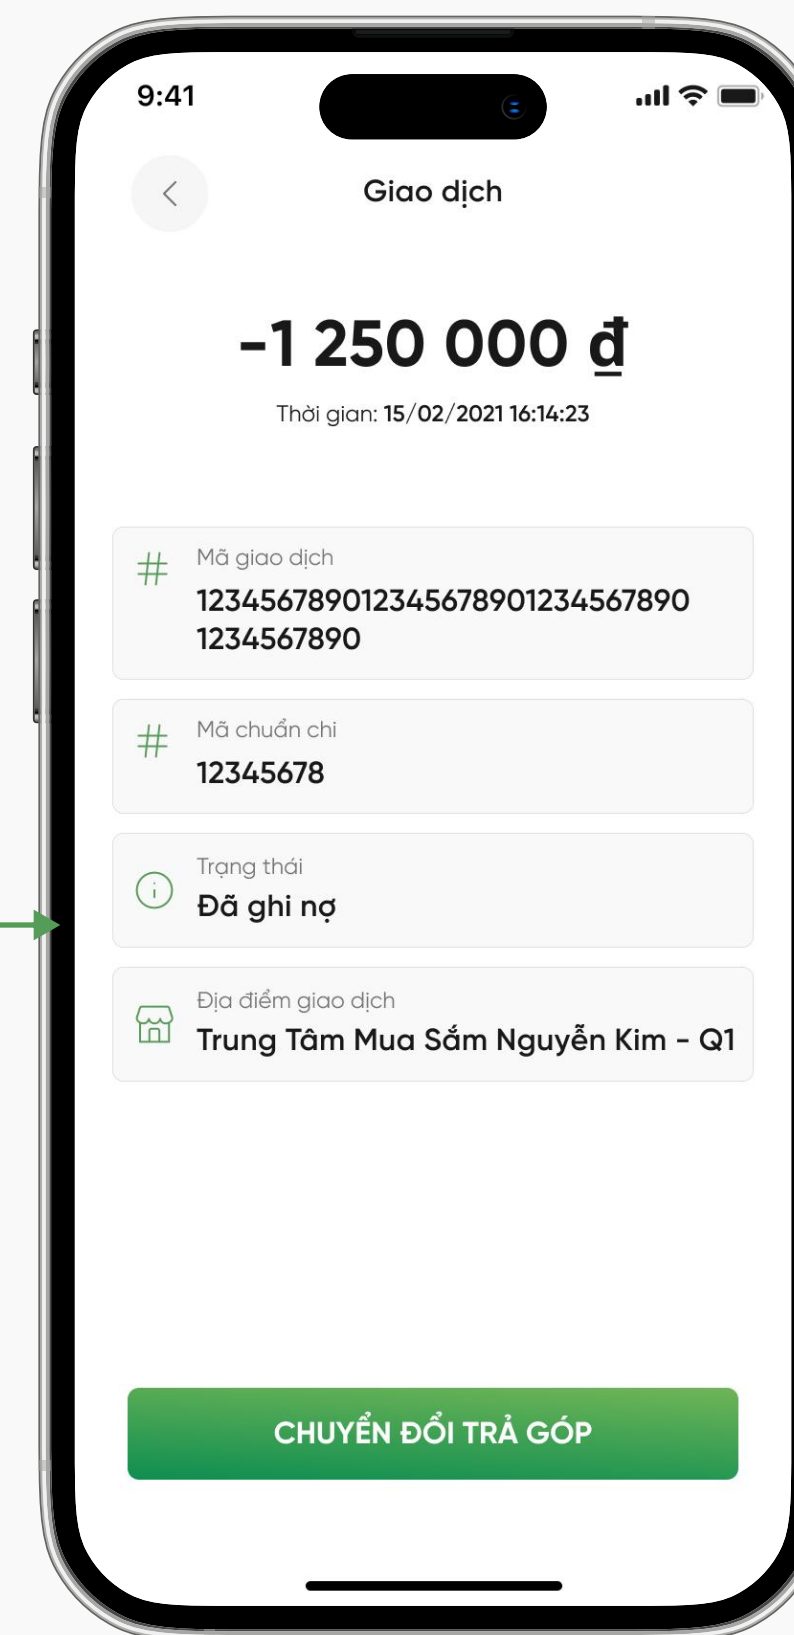 9:41
Giao dịch
-1 250 000 ₫
Thời gian: 15/02/2021 16:14:23
Mã giao dịch
123456789012345678901234567890
1234567890
Mã chuẩn chi
12345678
Trạng thái
Đã ghi nợ
Địa điểm giao dịch
Trung Tâm Mua Sắm Nguyễn Kim - Q1
CHUYỂN ĐỔI TRẢ GÓP